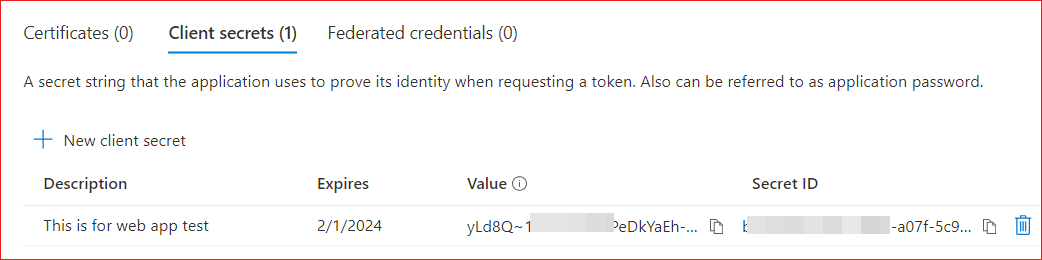 Certificates (0) Client secrets (1) Federated credentials (0)
A secret string that the application uses to prove its identity when requesting a token. Also can be referred to as application password.
New client secret
Description Expires Value Secret ID
This is for web app test 2/1/2024 yLd8Q~1 PeDkYaEh-... b -a07f-5c9...